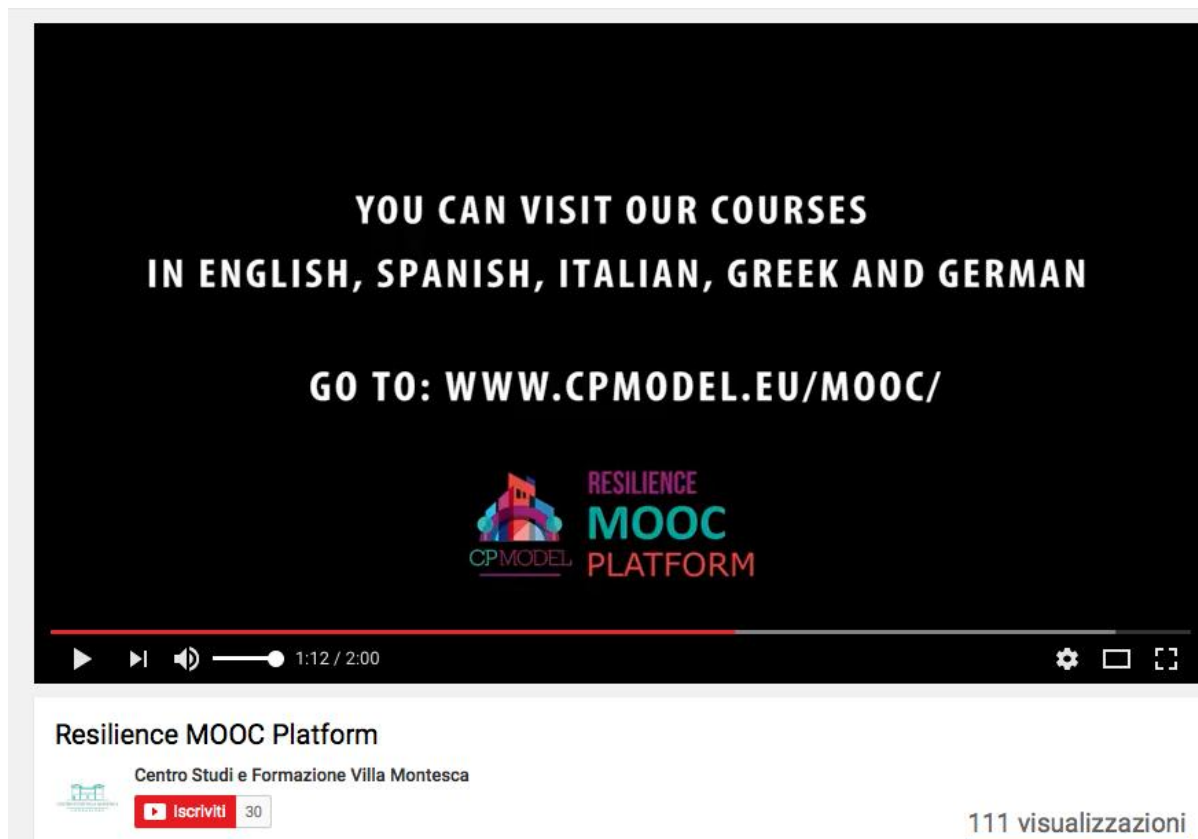 YOU CAN VISIT OUR COURSES
IN ENGLISH, SPANISH, ITALIAN, GREEK AND GERMAN
GO TO: WWW.CPMODEL.EU/MOOC/
RESILIENCE
MOOC
PLATFORM
CPMODEL
1:12 / 2:00
Resilience MOOC Platform
Centro Studi e Formazione Villa Montesca
Iscriviti 30
111 visualizzazioni